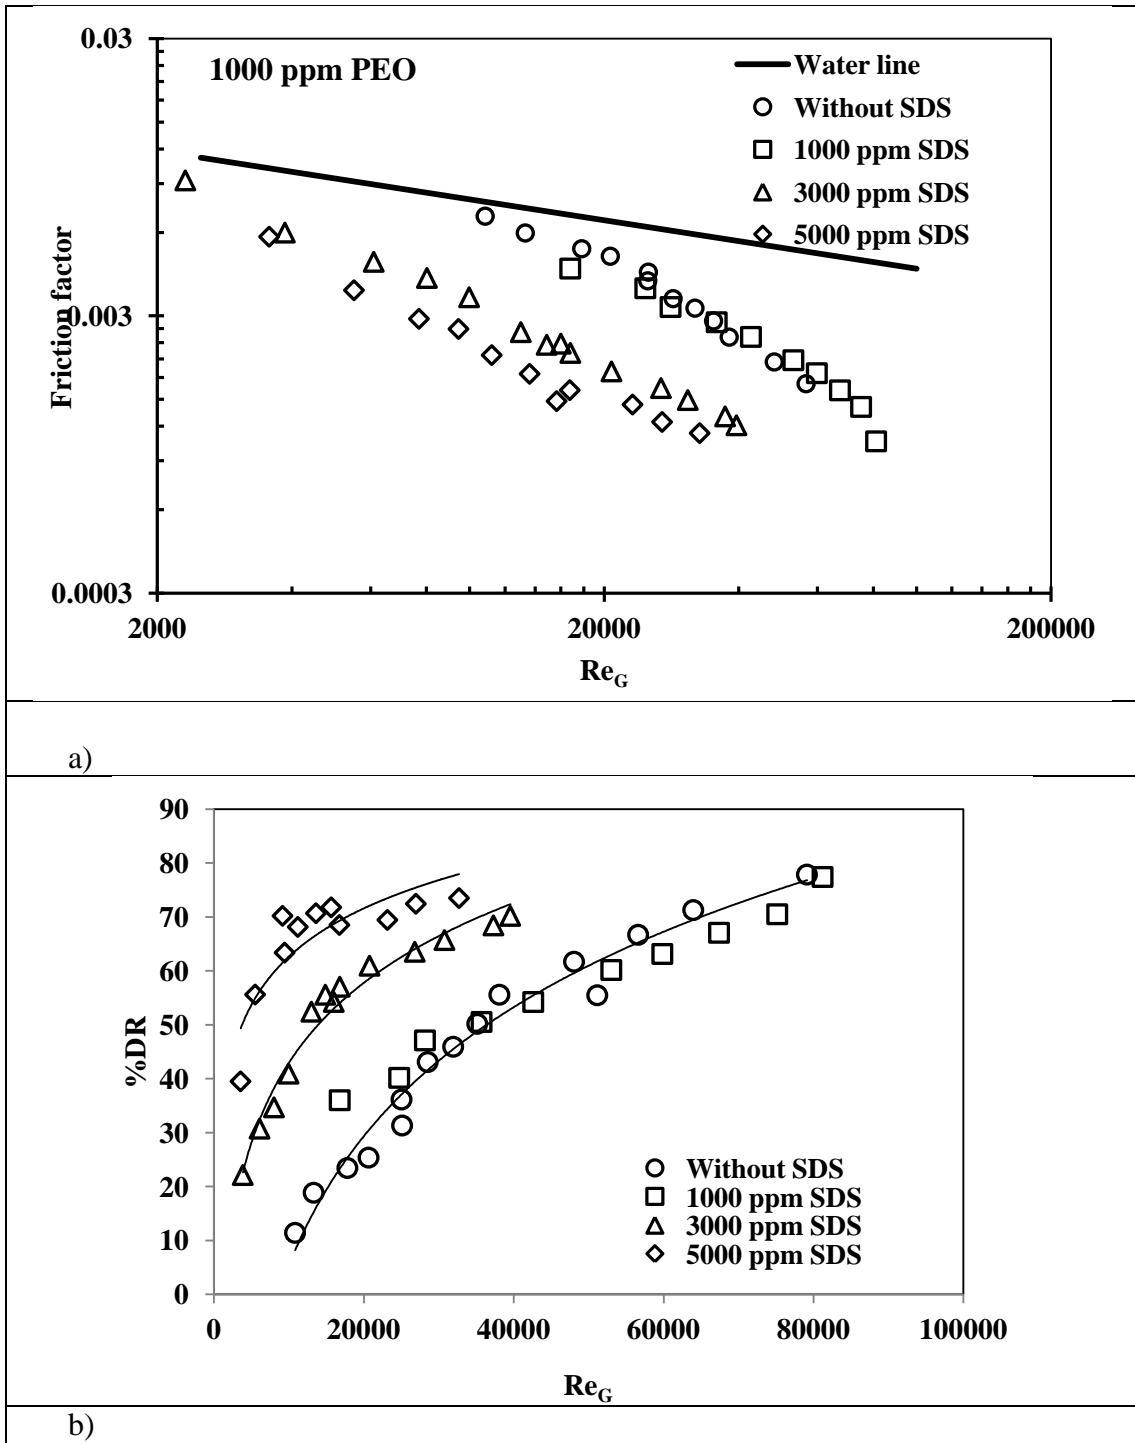 0.03
1000 ppm PEO
Water line
Without SDS
1000 ppm SDS
3000 ppm SDS
5000 ppm SDS
Friction factor
0.003
0.0003
2000
20000
200000
Re_G
a)
90
80
70
60
50
40
30
20
10
0
%DR
Without SDS
1000 ppm SDS
3000 ppm SDS
5000 ppm SDS
0
20000
40000
60000
80000
100000
Re_G
b)